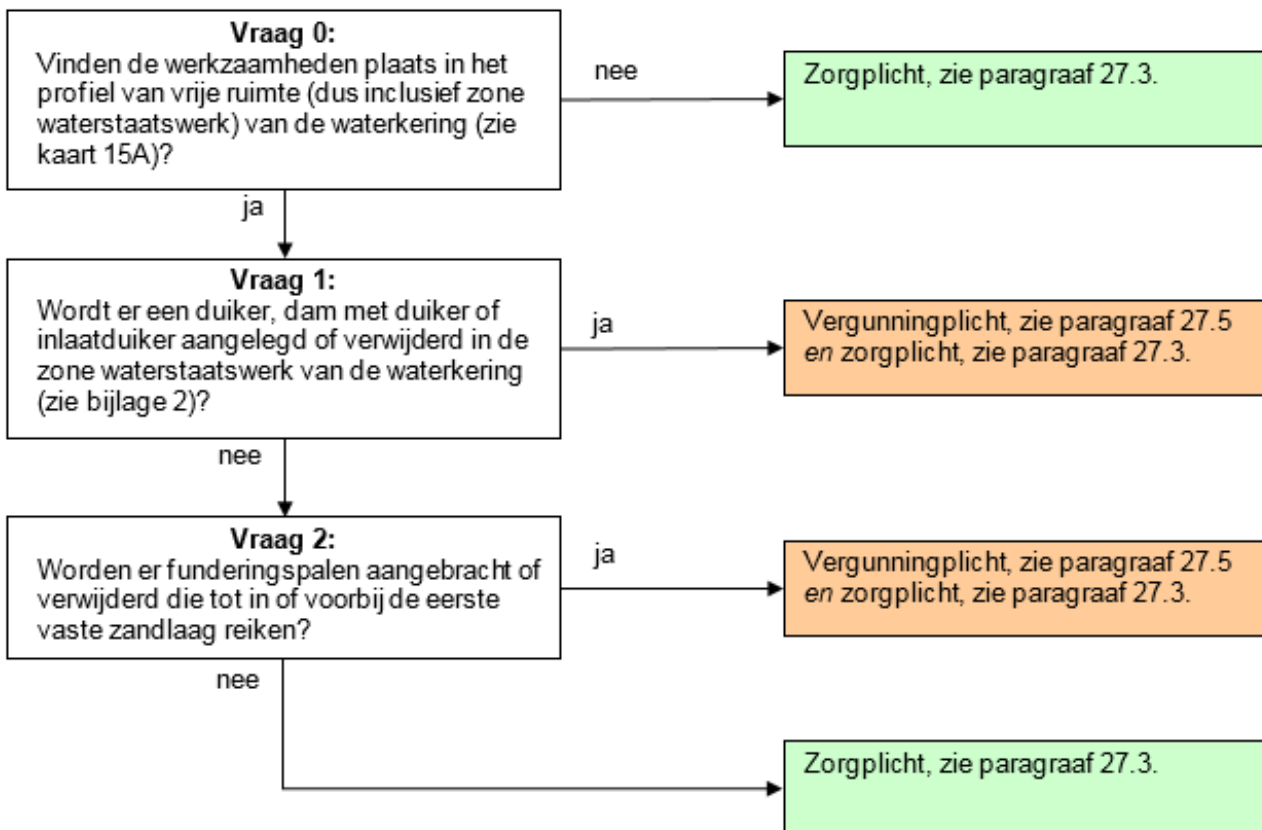 Vraag 0:
Vinden de werkzaamheden plaats in het
profiel van vrije ruimte (dus inclusief zone
waterstaatswerk) van de waterkering (zie
kaart 15A)?
nee
Zorgplicht, zie paragraaf 27.3.
ja
Vraag 1:
Wordt er een duiker, dam met duiker of
inlaatduiker aangelegd of verwijderd in de
zone waterstaatswerk van de waterkering
(zie bijlage 2)?
ja
Vergunningplicht, zie paragraaf 27.5
en zorgplicht, zie paragraaf 27.3.
nee
Vraag 2:
Worden er funderingspalen aangebracht of
verwijderd die tot in of voorbij de eerste
vaste zandlaag reiken?
ja
Vergunningplicht, zie paragraaf 27.5
en zorgplicht, zie paragraaf 27.3.
nee
Zorgplicht, zie paragraaf 27.3.